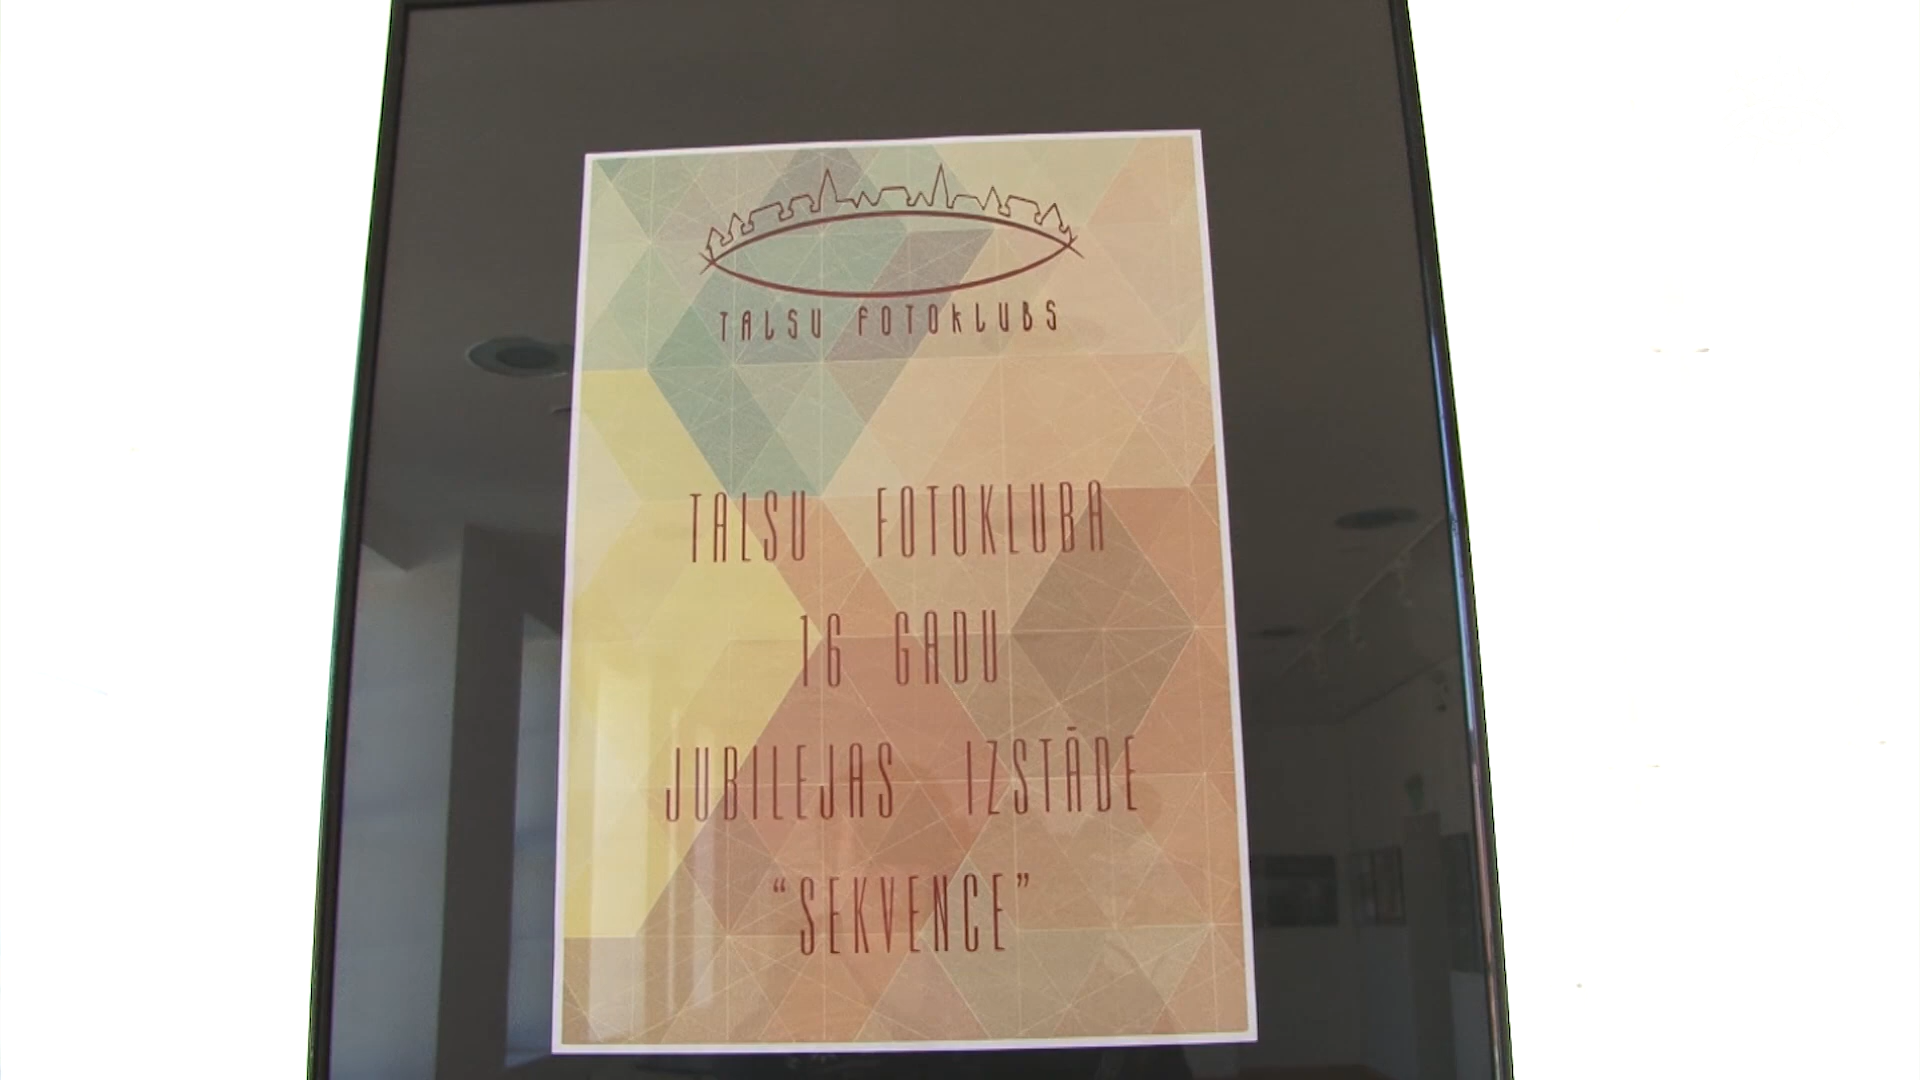 TALSU FOTOKLUBS
TALSU FOTOKLUBA
16 GADU
JUBILEJAS IZSTĀDE
“SEKVENCE”